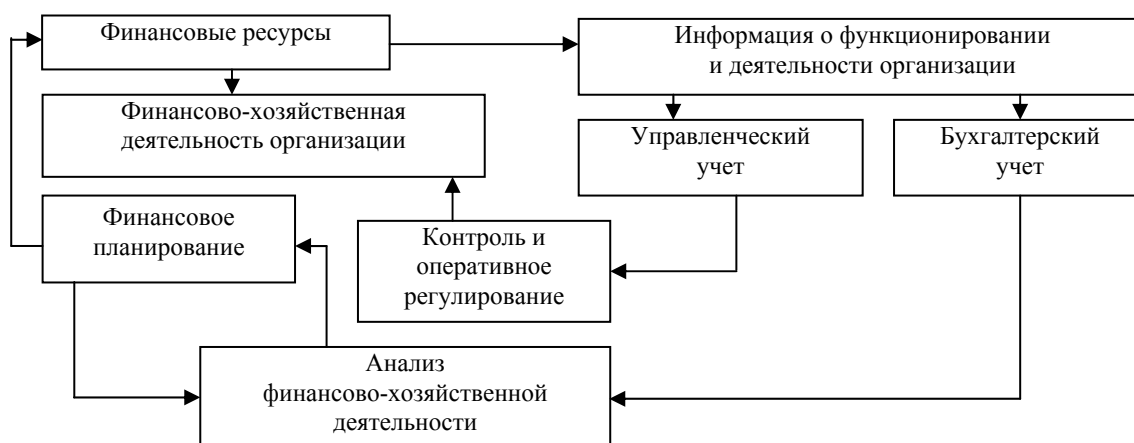 Финансовые ресурсы
Информация о функционировании
и деятельности организации
Финансово-хозяйственная
деятельность организации
Управленческий
учет
Бухгалтерский
учет
Финансовое
планирование
Контроль и
оперативное
регулирование
Анализ
финансово-хозяйственной
деятельности